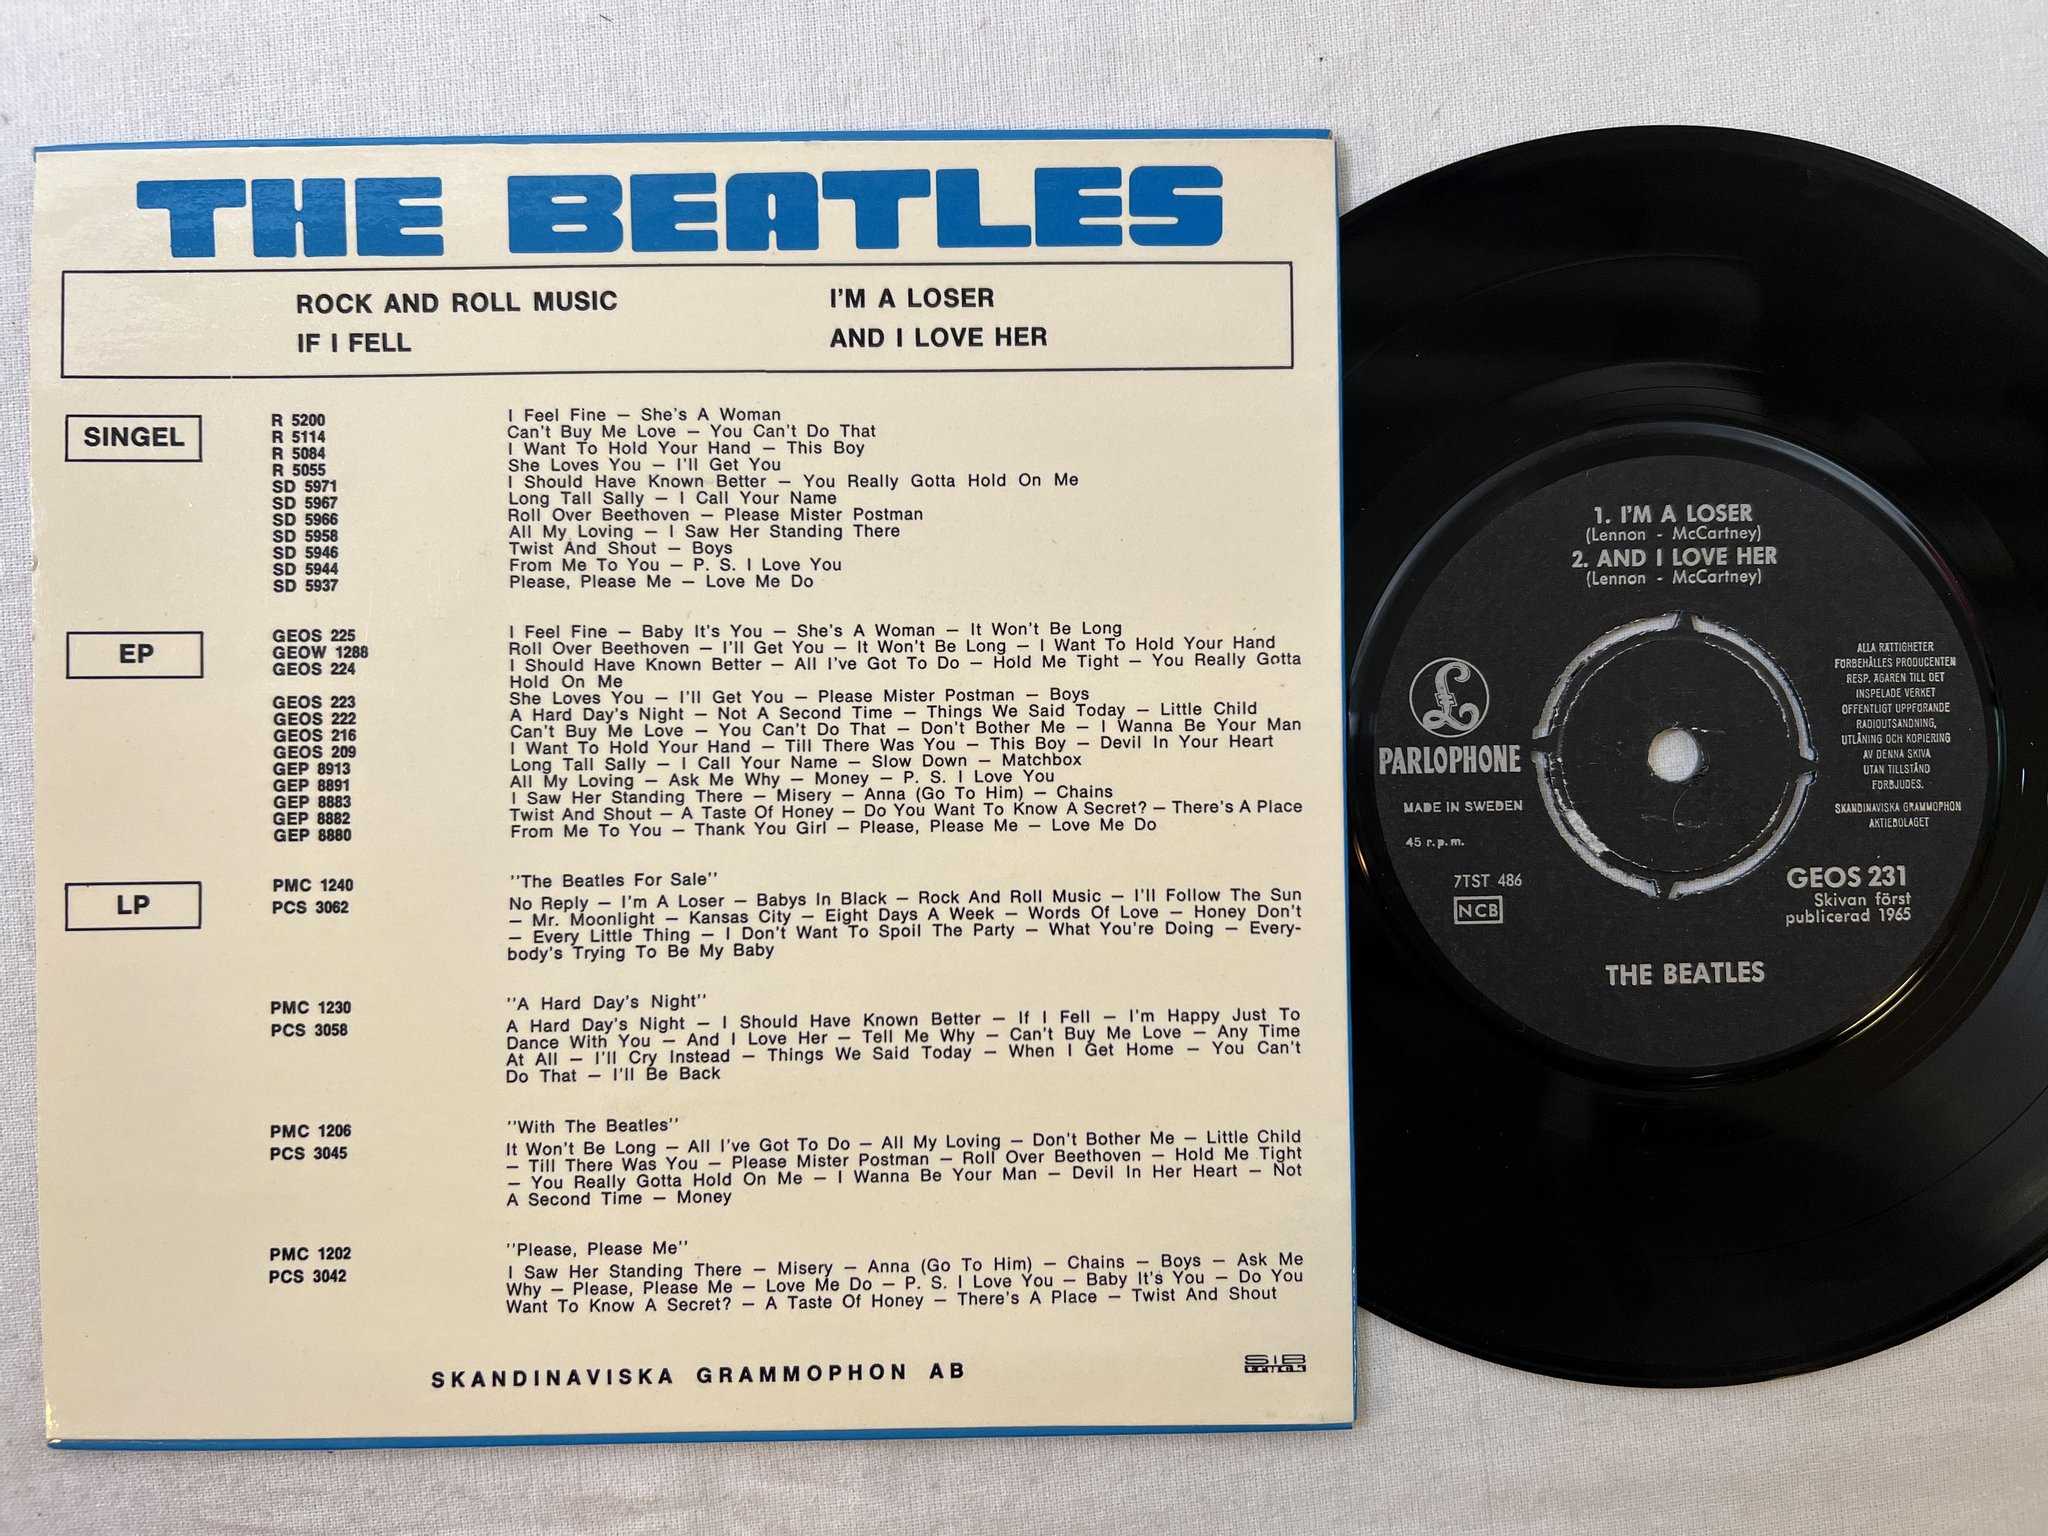 THE BEATLES
ROCK AND ROLL MUSIC
IF I FELL
I'M A LOSER
AND I LOVE HER
SINGEL
R 5200 I Feel Fine — She's A Woman
R 5114 Can't Buy Me Love — You Can't Do That
R 5084 I Want To Hold Your Hand — This Boy
R 5055 She Loves You — I'll Get You
SD 5971 I Should Have Known Better — You Really Gotta Hold On Me
SD 5967 Long Tall Sally — I Call Your Name
SD 5966 Roll Over Beethoven — Please Mister Postman
SD 5958 All My Loving — I Saw Her Standing There
SD 5946 Twist And Shout — Boys
SD 5944 From Me To You — P. S. I Love You
SD 5937 Please, Please Me — Love Me Do
EP
GEOS 225 I Feel Fine — Baby It's You — She's A Woman — It Won't Be Long
GEOW 1288 Roll Over Beethoven — I'll Get You — It Won't Be Long — I Want To Hold Your Hand
GEOS 224 I Should Have Known Better — All I've Got To Do — Hold Me Tight — You Really Gotta
Hold On Me
GEOS 223 She Loves You — I'll Get You — Please Mister Postman — Boys
GEOS 222 A Hard Day's Night — Not A Second Time — Things We Said Today — Little Child
GEOS 216 Can't Buy Me Love — You Can't Do That — Don't Bother Me — I Wanna Be Your Man
GEOS 209 I Want To Hold Your Hand — Till There Was You — This Boy — Devil In Your Heart
GEP 8913 Long Tall Sally — I Call Your Name — Slow Down — Matchbox
GEP 8891 All My Loving — Ask Me Why — Money — P. S. I Love You
GEP 8883 I Saw Her Standing There — Misery — Anna (Go To Him) — Chains
GEP 8882 Twist And Shout — A Taste Of Honey — Do You Want To Know A Secret? — There's A Place
GEP 8880 From Me To You — Thank You Girl — Please, Please Me — Love Me Do
LP
PMC 1240 "The Beatles For Sale"
PCS 3062 No Reply — I'm A Loser — Babys In Black — Rock And Roll Music — I'll Follow The Sun
— Mr. Moonlight — Kansas City — Eight Days A Week — Words Of Love — Honey Don't
— Every Little Thing — I Don't Want To Spoil The Party — What You're Doing — Every-
body's Trying To Be My Baby
PMC 1230 "A Hard Day's Night"
PCS 3058 A Hard Day's Night — I Should Have Known Better — If I Fell — I'm Happy Just To
Dance With You — And I Love Her — Tell Me Why — Can't Buy Me Love — Any Time
At All — I'll Cry Instead — Things We Said Today — When I Get Home — You Can't
Do That — I'll Be Back
PMC 1206 "With The Beatles"
PCS 3045 It Won't Be Long — All I've Got To Do — All My Loving — Don't Bother Me — Little Child
— Till There Was You — Please Mister Postman — Roll Over Beethoven — Hold Me Tight
— You Really Gotta Hold On Me — I Wanna Be Your Man — Devil In Her Heart — Not
A Second Time — Money
PMC 1202 "Please, Please Me"
PCS 3042 I Saw Her Standing There — Misery — Anna (Go To Him) — Chains — Boys — Ask Me
Why — Please, Please Me — Love Me Do — P. S. I Love You — Baby It's You — Do You
Want To Know A Secret? — A Taste Of Honey — There's A Place — Twist And Shout
SKANDINAVISKA GRAMMOPHON AB
SIB
1. I'M A LOSER
(Lennon - McCartney)
2. AND I LOVE HER
(Lennon - McCartney)
£
PARLOPHONE
MADE IN SWEDEN
45 r.p.m.
7TST 486
NCB
ALLA RÄTTIGHETER
FÖRBEHÅLLES PRODUCENTEN
RESP. ÄGAREN TILL DET
INSPELADE VERKET
OFFENTLIGT UPPFÖRANDE
RADIOUTSÄNDNING,
UTLÅNING OCH KOPIERING
AV DENNA SKIVA
UTAN TILLSTÅND
FÖRBJUDES.
SKANDINAVISKA GRAMMOPHON
AKTIEBOLAGET
GEOS 231
Skivan först
publicerad 1965
THE BEATLES